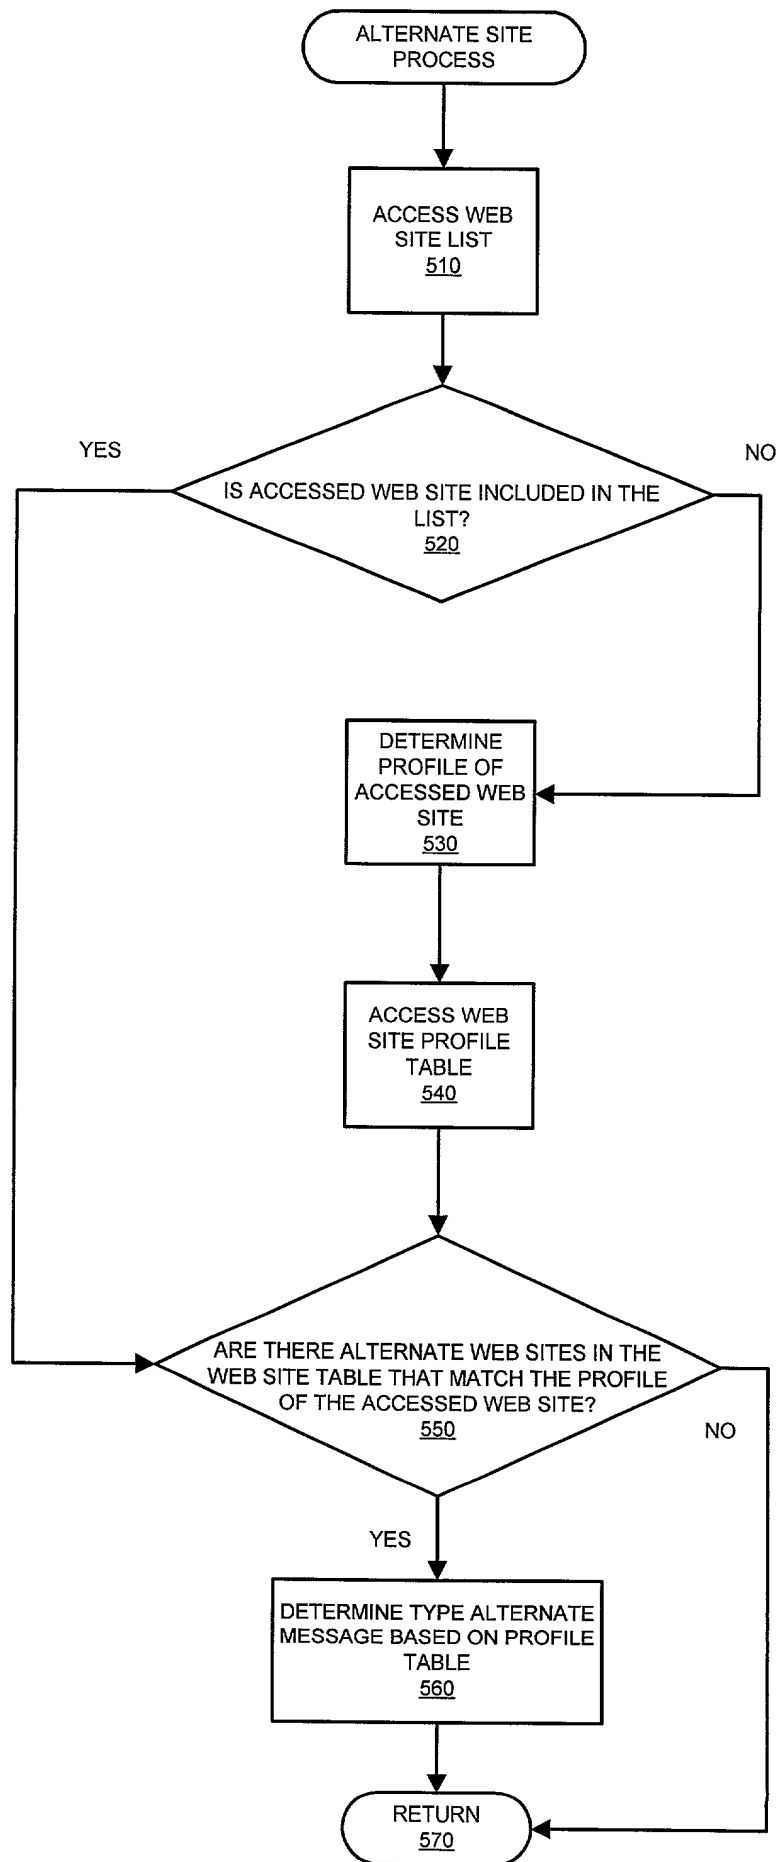 ALTERNATE SITE
PROCESS
ACCESS WEB
SITE LIST
510
YES
NO
IS ACCESSED WEB SITE INCLUDED IN THE
LIST?
520
DETERMINE
PROFILE OF
ACCESSED WEB
SITE
530
ACCESS WEB
SITE PROFILE
TABLE
540
ARE THERE ALTERNATE WEB SITES IN THE
WEB SITE TABLE THAT MATCH THE PROFILE
OF THE ACCESSED WEB SITE?
550
NO
YES
DETERMINE TYPE ALTERNATE
MESSAGE BASED ON PROFILE
TABLE
560
RETURN
570